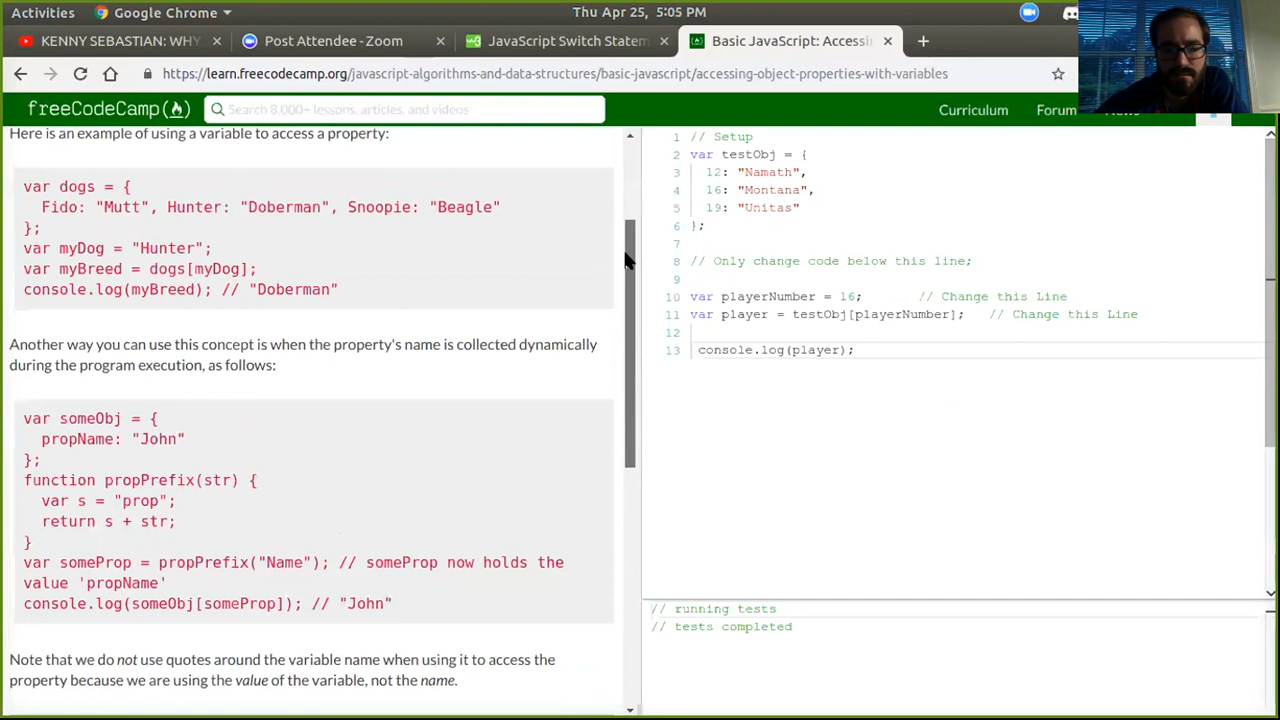 Activities
Google Chrome
Thu Apr 25, 5:05 PM
KENNY SEBASTIAN: WHY
Post Attendee - Zoo
JavaScript Switch Statem
Basic JavaScript: Accessin
https://learn.freecodecamp.org/javascript-algorithms-and-data-structures/basic-javascript/accessing-object-properties-with-variables
freeCodeCamp
Search 8,000+ lessons, articles, and videos
Curriculum
Forum
Here is an example of using a variable to access a property:
var dogs = {
Fido: "Mutt", Hunter: "Doberman", Snoopie: "Beagle"
};
var myDog = "Hunter";
var myBreed = dogs[myDog];
console.log(myBreed); // "Doberman"
Another way you can use this concept is when the property's name is collected dynamically
during the program execution, as follows:
var someObj = {
propName: "John"
};
function propPrefix(str) {
var s = "prop";
return s + str;
}
var someProp = propPrefix("Name"); // someProp now holds the
value 'propName'
console.log(someObj[someProp]); // "John"
Note that we do not use quotes around the variable name when using it to access the
property because we are using the value of the variable, not the name.
1 // Setup
2 var testObj = {
3 12: "Namath",
4 16: "Montana",
5 19: "Unitas"
6 };
7
8 // Only change code below this line;
9
10 var playerNumber = 16; // Change this Line
11 var player = testObj[playerNumber]; // Change this Line
12
13 console.log(player);
// running tests
// tests completed